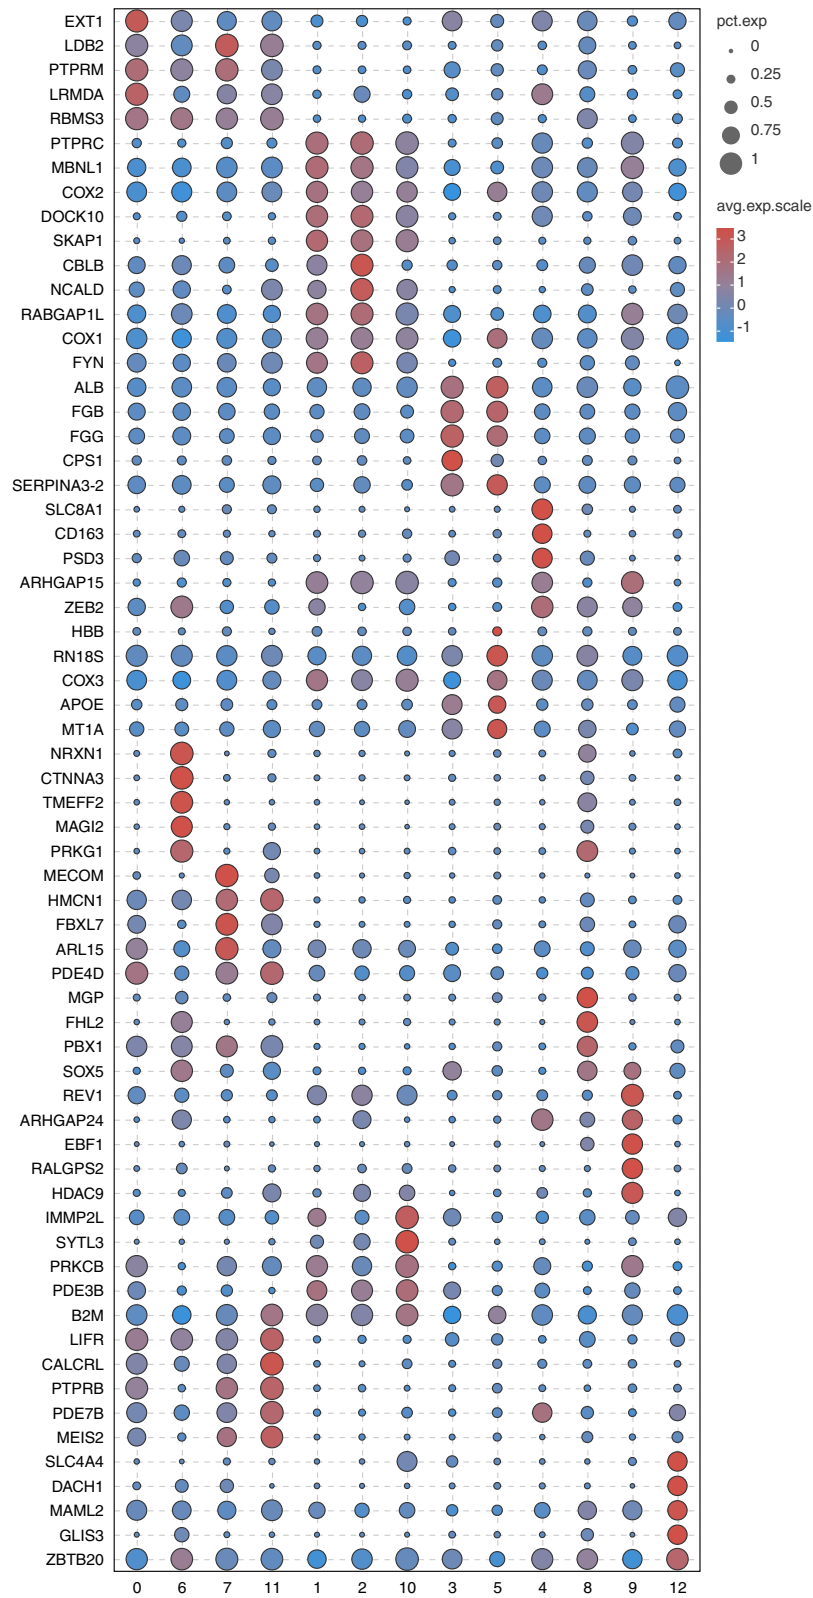 EXT1
LDB2
PTPRM
LRMDA
RBMS3
PTPRC
MBNL1
COX2
DOCK10
SKAP1
CBLB
NCALD
RABGAP1L
COX1
FYN
ALB
FGB
FGG
CPS1
SERPINA3-2
SLC8A1
CD163
PSD3
ARHGAP15
ZEB2
HBB
RN18S
COX3
APOE
MT1A
NRXN1
CTNNA3
TMEFF2
MAGI2
PRKG1
MECOM
HMCN1
FBXL7
ARL15
PDE4D
MGP
FHL2
PBX1
SOX5
REV1
ARHGAP24
EBF1
RALGPS2
HDAC9
IMMP2L
SYTL3
PRKCB
PDE3B
B2M
LIFR
CALCRL
PTPRB
PDE7B
MEIS2
SLC4A4
DACH1
MAML2
GLIS3
ZBTB20
0 6 7 11 1 2 10 3 5 4 8 9 12
pct.exp
0
0.25
0.5
0.75
1
avg.exp.scale
3
2
1
0
-1